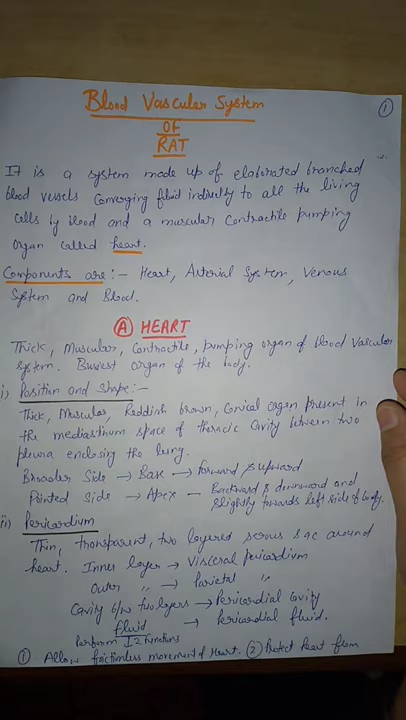 Blood Vascular System
①
OF
RAT
It is a system made up of elaborated branched
blood vessels Converging fluid indirectly to all the living
cells by blood and a muscular contractile pumping
organ called heart.
Components are :- Heart, Arterial System, Venous
System and Blood.
Ⓐ HEART
Thick, Muscular, Contractile, pumping organ of blood Vascular
System. Busiest organ of the body.
i) Position and Shape:-
Thick, Muscular, Reddish brown, Conical organ present in
the mediastinum space of thoracic cavity between two
pleura enclosing the lung.
Broader Side → Base → Forward & upward
Pointed Side → Apex - Backward & downward and
Slightly towards left side of body.
ii) Pericardium
Thin, transparent, two layered serous sac around
heart. Inner layer → Visceral pericardium
Outer " → Parietal "
Cavity b/w two layers → Pericardial Cavity
fluid → Pericardial fluid.
Perform I2 Functions
① Allow frictionless movement of Heart. ② Protect heart from